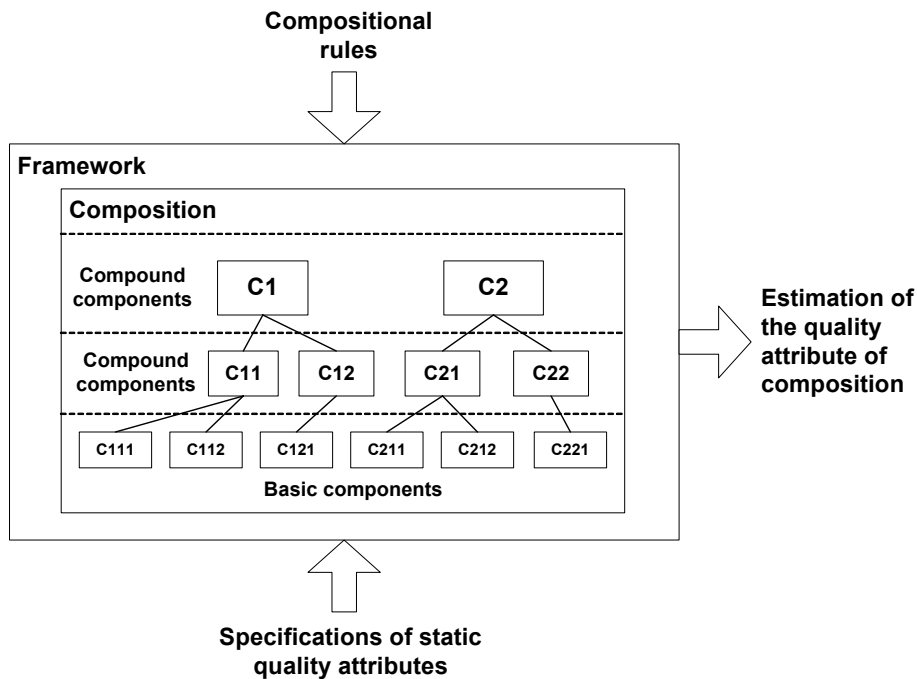 Compositional
rules
Framework
Composition
Compound
components
C1
C2
Compound
components
C11
C12
C21
C22
C111
C112
C121
C211
C212
C221
Basic components
Estimation of
the quality
attribute of
composition
Specifications of static
quality attributes